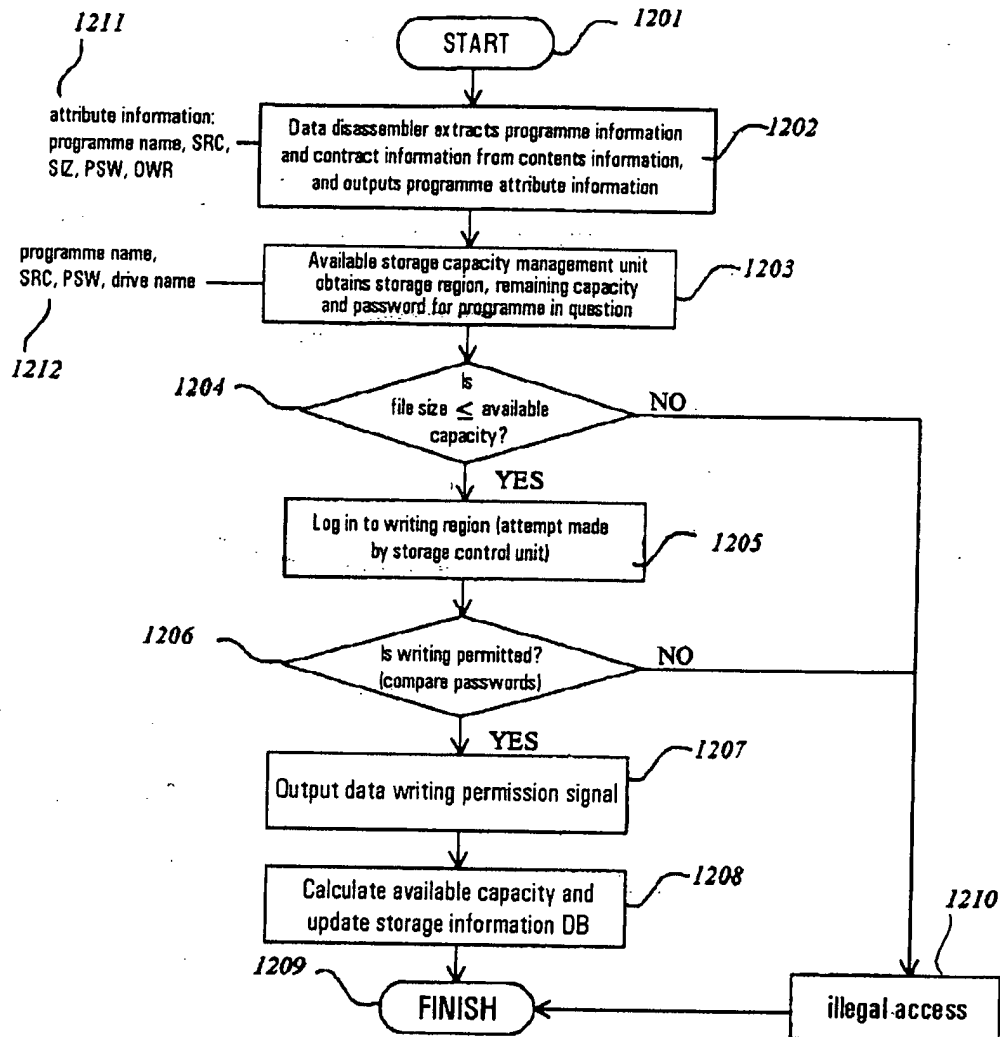 1211
1201
START
attribute information:
programme name, SRC,
SIZ, PSW, OWR
Data disassembler extracts programme information
and contract information from contents information,
and outputs programme attribute information
1202
programme name,
SRC, PSW, drive name
1212
Available storage capacity management unit
obtains storage region, remaining capacity
and password for programme in question
1203
1204
Is
file size ≤ available
capacity?
NO
YES
Log in to writing region (attempt made
by storage control unit)
1205
1206
Is writing permitted?
(compare passwords)
NO
YES
1207
Output data writing permission signal
1208
Calculate available capacity and
update storage information DB
1209
FINISH
1210
illegal access